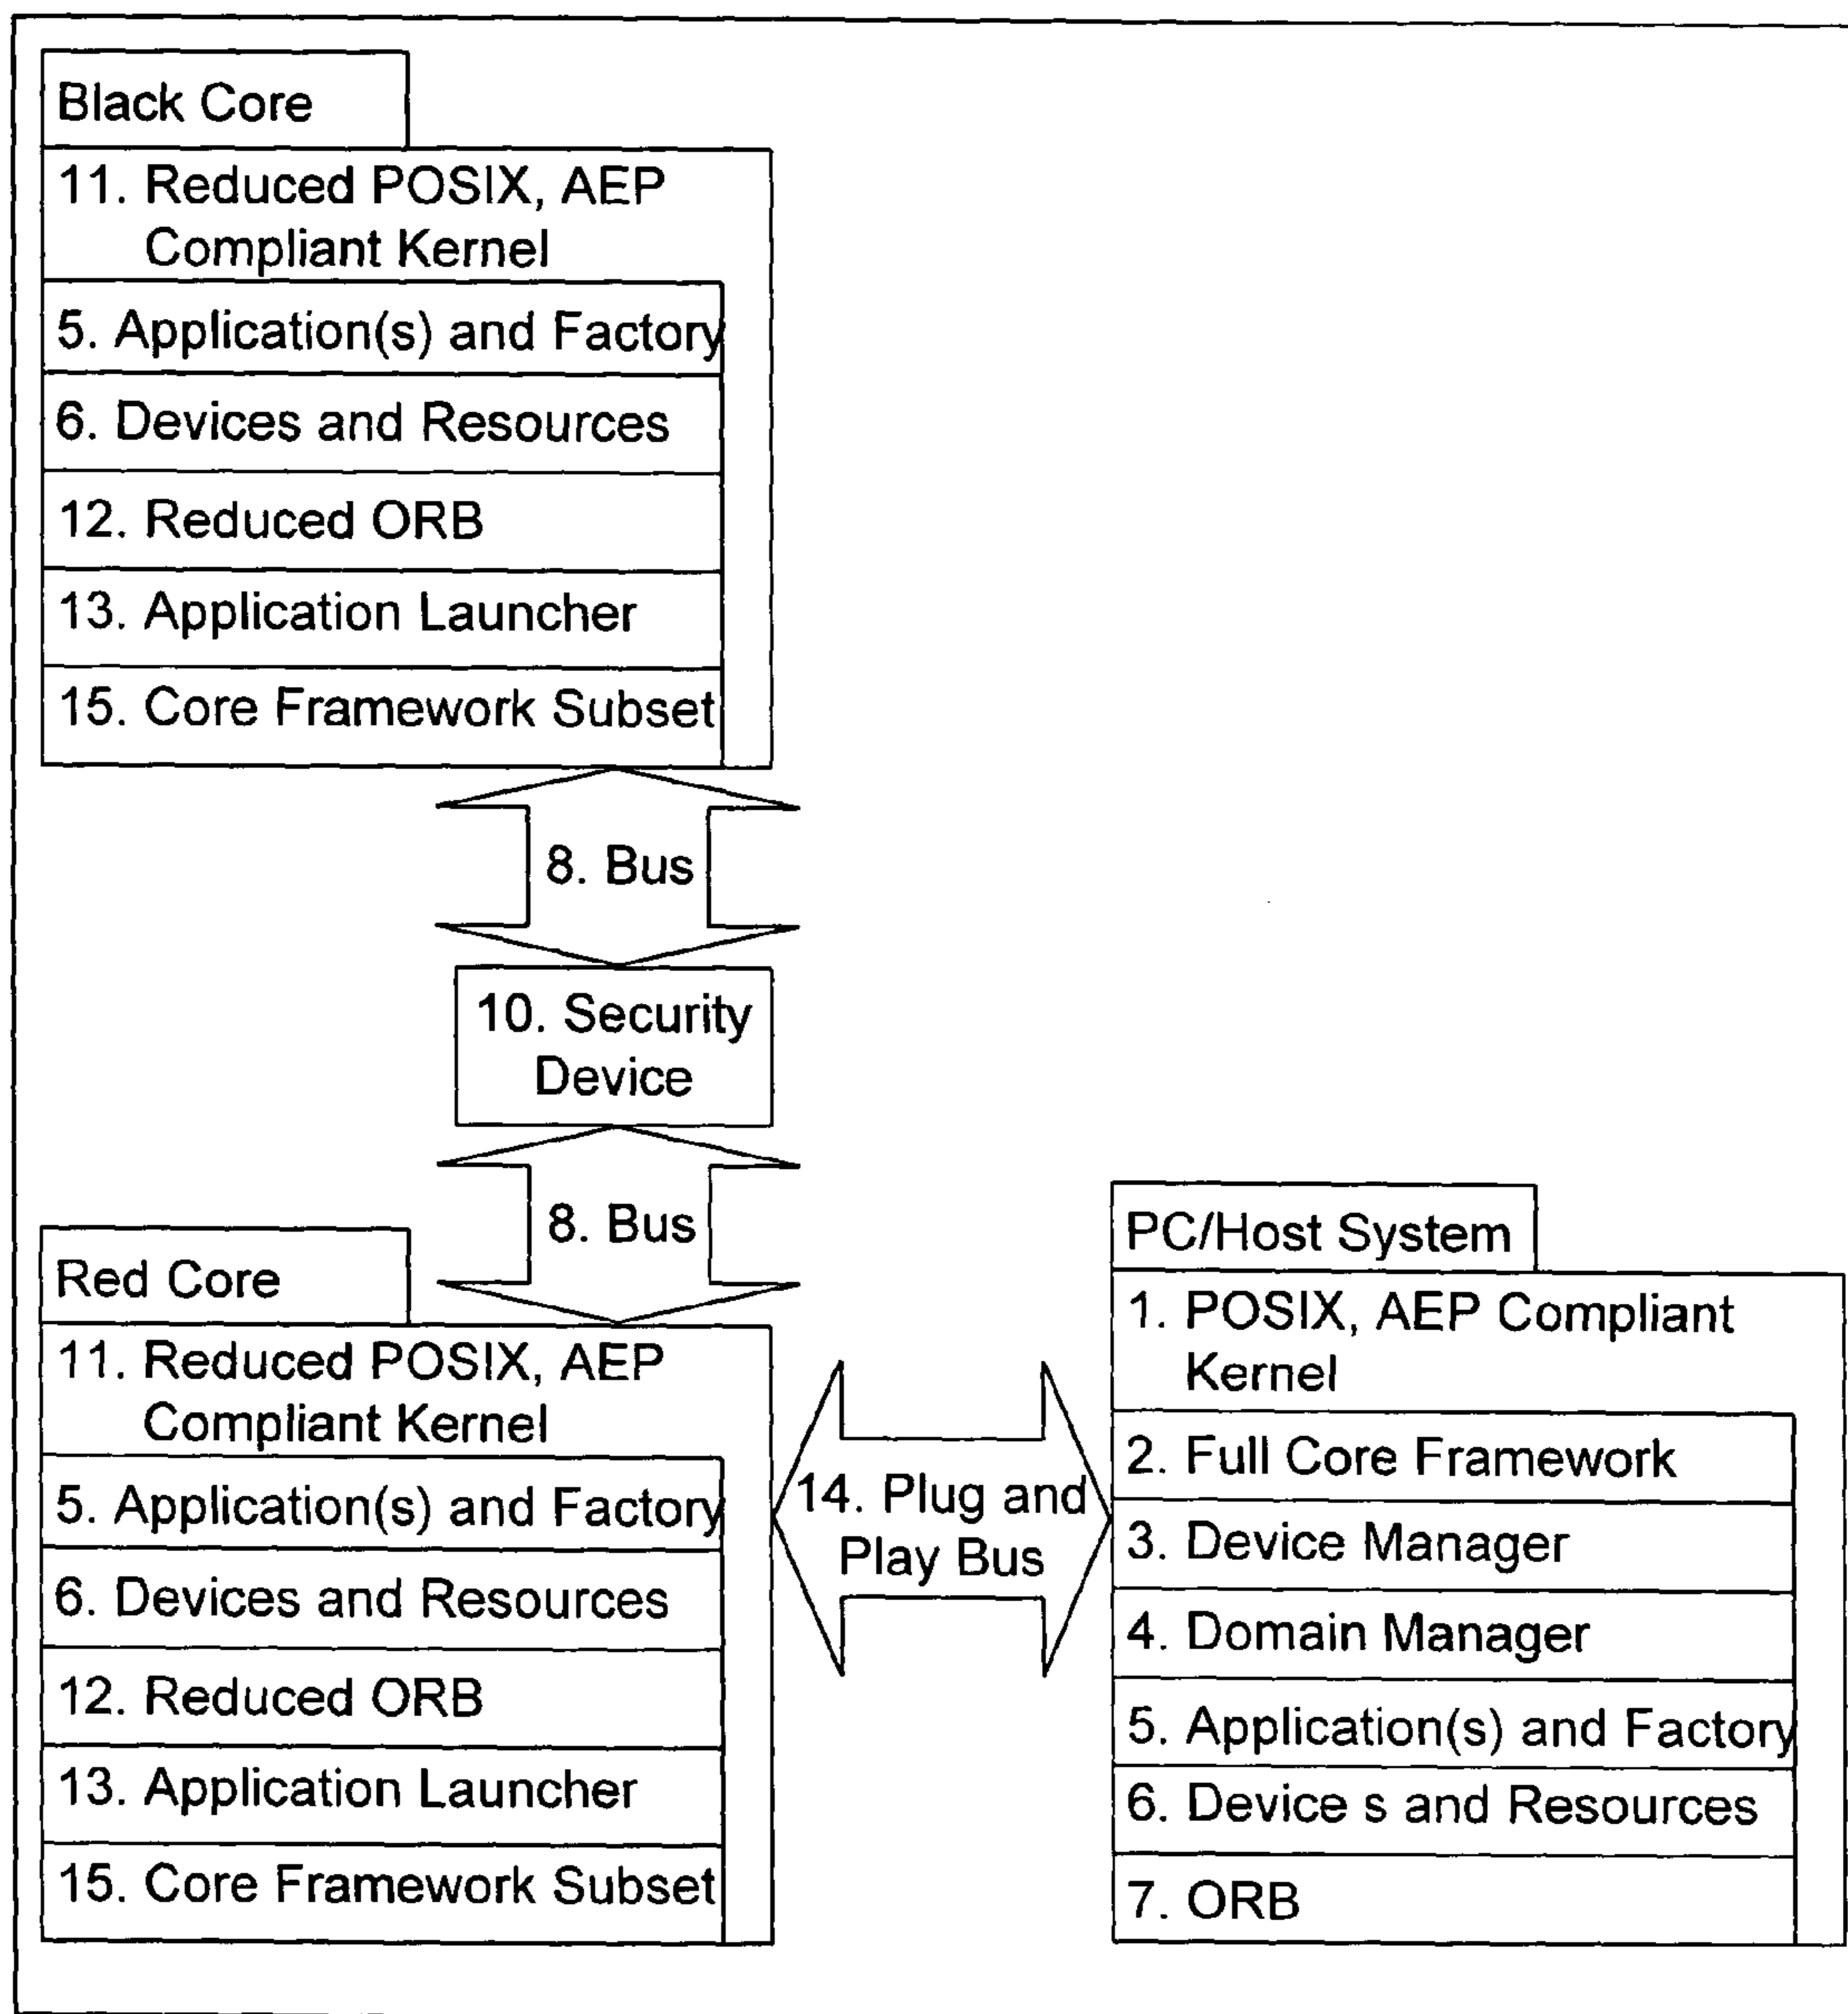 Black Core
11. Reduced POSIX, AEP
Compliant Kernel
5. Application(s) and Factory
6. Devices and Resources
12. Reduced ORB
13. Application Launcher
15. Core Framework Subset
8. Bus
10. Security
Device
8. Bus
Red Core
11. Reduced POSIX, AEP
Compliant Kernel
5. Application(s) and Factory
6. Devices and Resources
12. Reduced ORB
13. Application Launcher
15. Core Framework Subset
14. Plug and
Play Bus
PC/Host System
1. POSIX, AEP Compliant
Kernel
2. Full Core Framework
3. Device Manager
4. Domain Manager
5. Application(s) and Factory
6. Device s and Resources
7. ORB